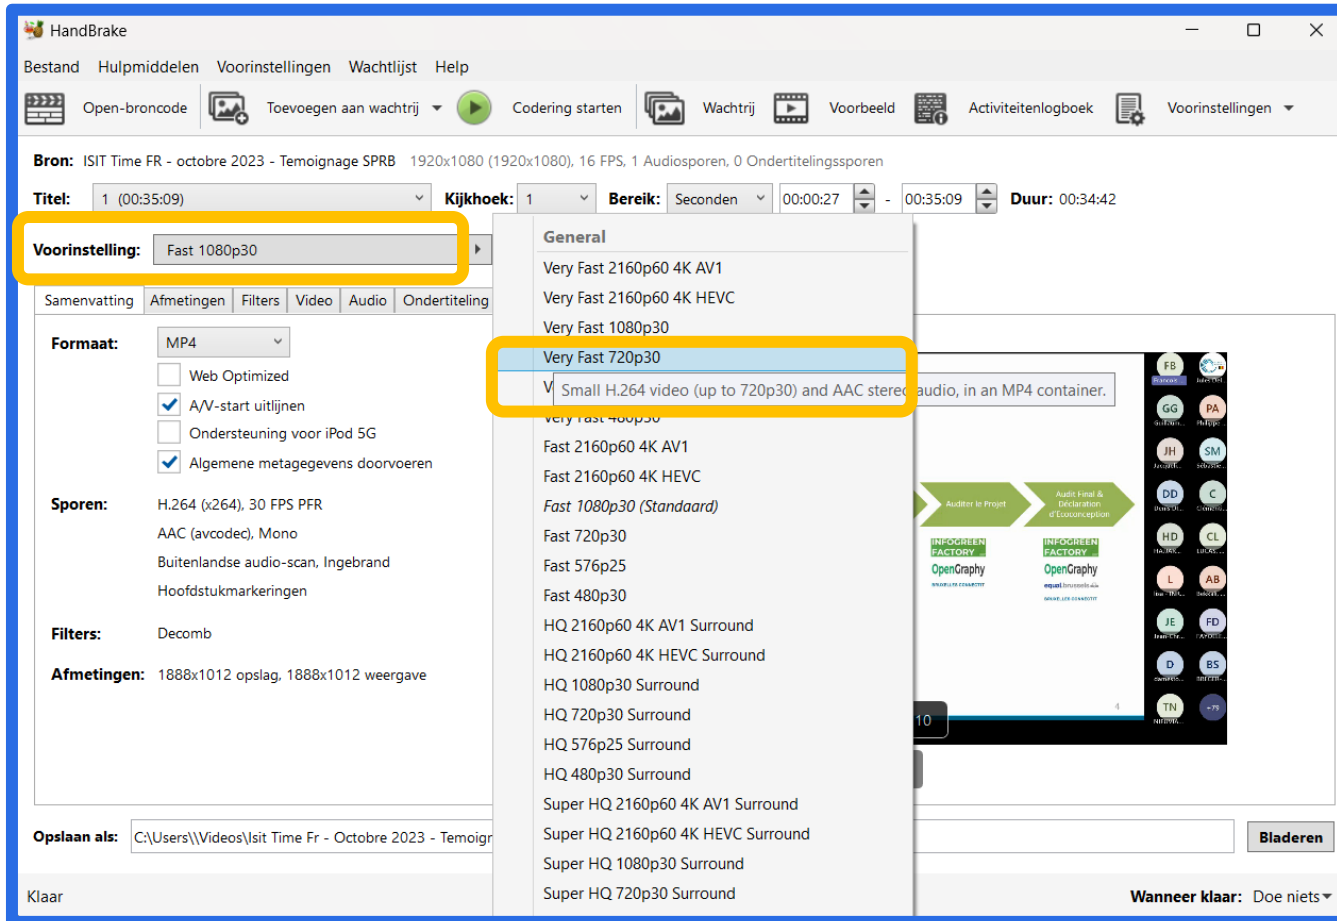 HandBrake
Bestand Hulpmiddelen Voorinstellingen Wachtlijst Help
Open-broncode Toevoegen aan wachtrij Codering starten Wachtrij Voorbeeld Activiteitenlogboek Voorinstellingen
Bron: ISIT Time FR - octobre 2023 - Temoignage SPRB 1920x1080 (1920x1080), 16 FPS, 1 Audiosporen, 0 Ondertitelingssporen
Titel: 1 (00:35:09) Kijkhoek: 1 Bereik: Seconden 00:00:27 - 00:35:09 Duur: 00:34:42
Voorinstelling: Fast 1080p30
Samenvatting Afmetingen Filters Video Audio Ondertiteling
Formaat: MP4
Web Optimized
A/V-start uitlijnen
Ondersteuning voor iPod 5G
Algemene metagegevens doorvoeren
Sporen: H.264 (x264), 30 FPS PFR
AAC (avcodec), Mono
Buitenlandse audio-scan, Ingebrand
Hoofdstukmarkeringen
Filters: Decomb
Afmetingen: 1888x1012 opslag, 1888x1012 weergave
General
Very Fast 2160p60 4K AV1
Very Fast 2160p60 4K HEVC
Very Fast 1080p30
Very Fast 720p30
Small H.264 video (up to 720p30) and AAC stereo audio, in an MP4 container.
Very Fast 480p30
Fast 2160p60 4K AV1
Fast 2160p60 4K HEVC
Fast 1080p30 (Standaard)
Fast 720p30
Fast 576p25
Fast 480p30
HQ 2160p60 4K AV1 Surround
HQ 2160p60 4K HEVC Surround
HQ 1080p30 Surround
HQ 720p30 Surround
HQ 576p25 Surround
HQ 480p30 Surround
Super HQ 2160p60 4K AV1 Surround
Super HQ 2160p60 4K HEVC Surround
Super HQ 1080p30 Surround
Super HQ 720p30 Surround
Auditer le Projet
Audit Final &
Déclaration
d'Ecoconception
INFOGREEN
FACTORY
OpenGraphy
INFOGREEN
FACTORY
OpenGraphy
equal.brussels
4
10
FB
GG PA
JH SM
DD C
HD CL
L AB
JE FD
D BS
TN +75
Opslaan als: C:\Users\\Videos\Isit Time Fr - Octobre 2023 - Temoigr Bladeren
Klaar Wanneer klaar: Doe niets